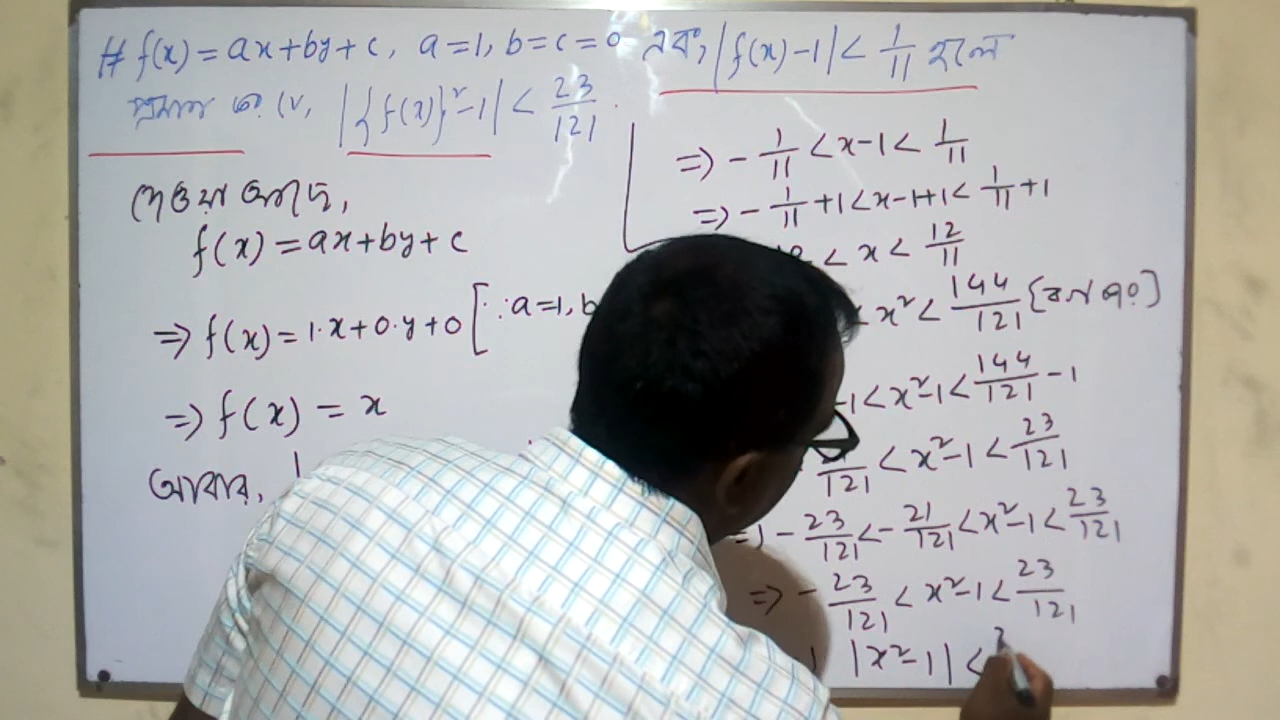 # f(x) = ax+by+c, a=1, b=c=0 এবং, |f(x)-1| < 1/11 হলে
প্রমাণ কর যে, |{f(x)}²-1| < 23/121.
দেওয়া আছে,
f(x) = ax+by+c
=> f(x) = 1·x+0·y+0 [∵ a=1, b
=> f(x) = x
আবার, |
=> -1/11 < x-1 < 1/11
=> -1/11 +1 < x-1+1 < 1/11 +1
< x < 12/11
< x² < 144/121 [বর্গ করে]
-1 < x²-1 < 144/121 -1
/121 < x²-1 < 23/121
=> -23/121 < -21/121 < x²-1 < 23/121
=> -23/121 < x²-1 < 23/121
|x²-1| < 2